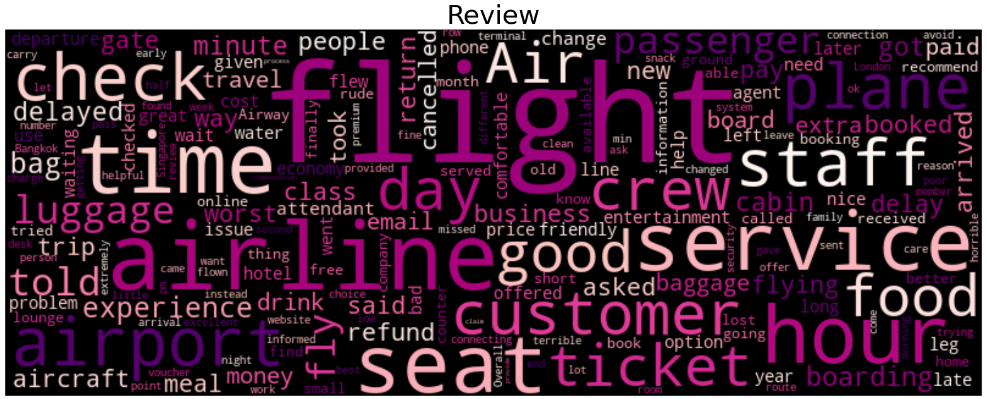 Review
departure gate minute people given travel flew rude phone month return cancelled Air change new agent passenger able later got need paid recommend
carry early terminal row snack ground London connection avoid
check flight plane
let half cost Airway premium fine available pay system ok
delayed found great way wait water took comfortable different information help board extra booked
use number week finally clean min left leave booking
bag waiting checked Singapore review economy provided served old line changed reason
Bangkok pass helpful ask
time day crew staff arrived
charge getting class know cabin nice delay poor member
luggage online worst attendant email business entertainment called family received
tried issue second went missed price friendly security
desk trip thing company sent care horrible
person extremely came want flown hotel free short gave offer better
told airline good service
problem experience little instead drink choice said bad offered asked baggage flying long food
lounge website counter refund customer lost going come trying
arrival excellent informed claim terrible book option leg home
airport night find fly connecting seat Overall lot ticket hour morning
aircraft voucher money small best end year boarding late
meal point work room route
process